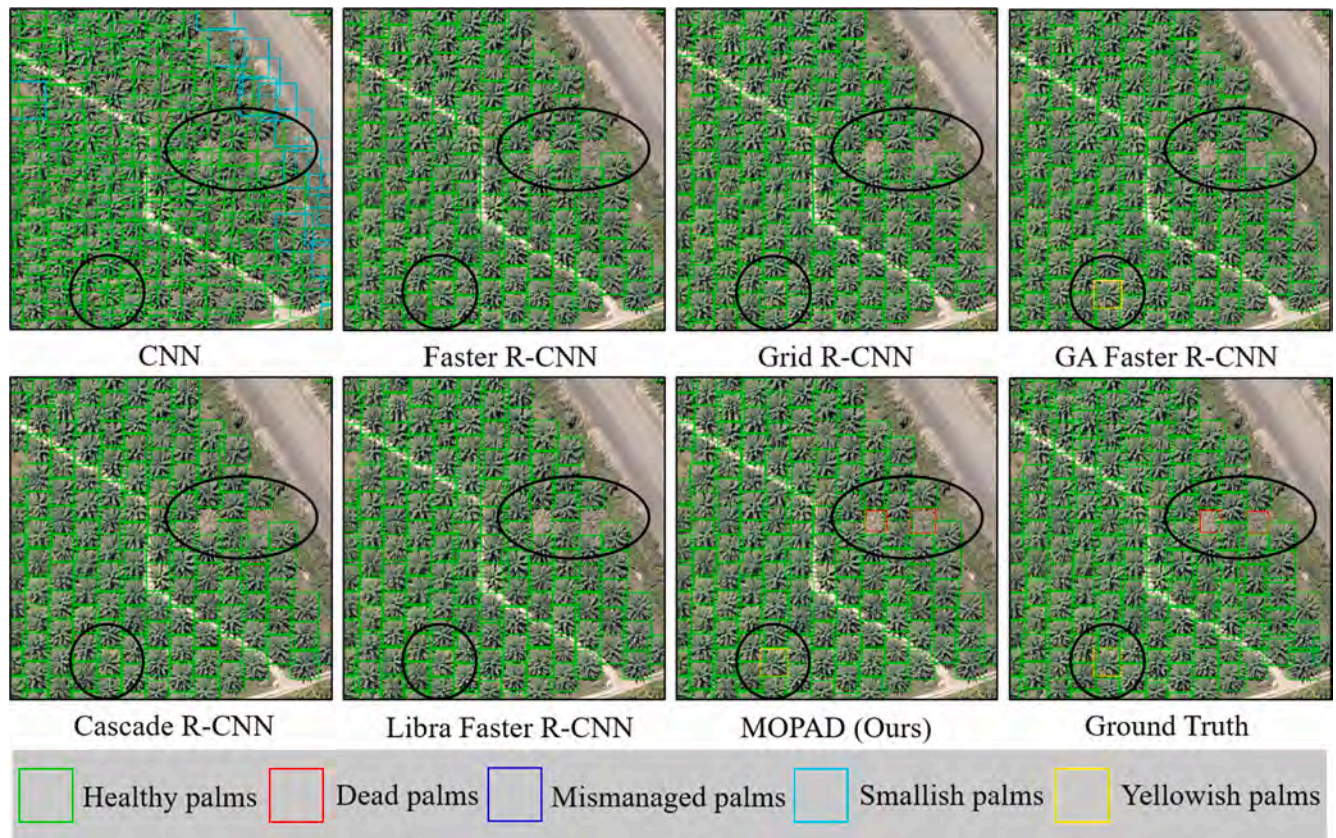 CNN
Faster R-CNN
Grid R-CNN
GA Faster R-CNN
Cascade R-CNN
Libra Faster R-CNN
MOPAD (Ours)
Ground Truth
Healthy palms
Dead palms
Mismanaged palms
Smallish palms
Yellowish palms